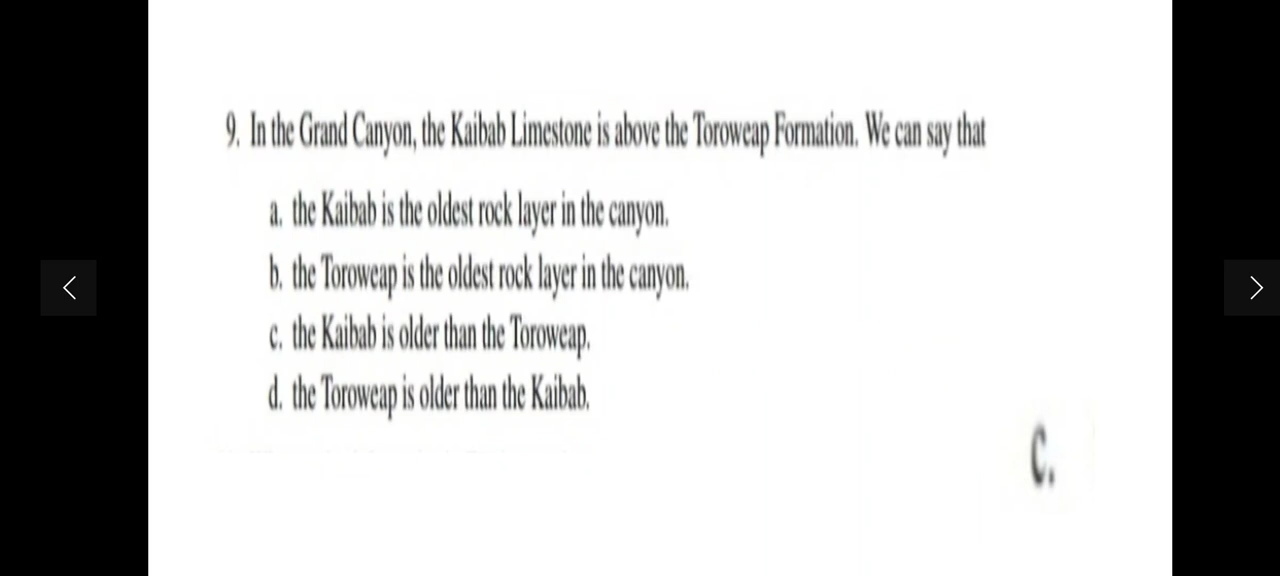 9. In the Grand Canyon, the Kaibab Limestone is above the Toroweap Formation. We can say that
a. the Kaibab is the oldest rock layer in the canyon.
b. the Toroweap is the oldest rock layer in the canyon.
c. the Kaibab is older than the Toroweap.
d. the Toroweap is older than the Kaibab.
C.